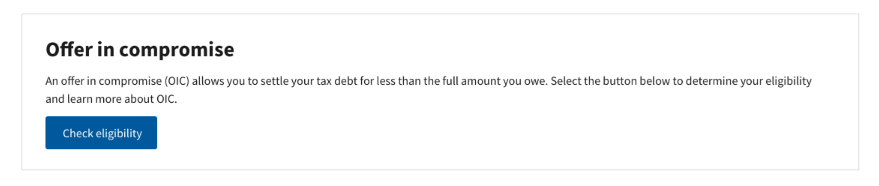 Offer in compromise
An offer in compromise (OIC) allows you to settle your tax debt for less than the full amount you owe. Select the button below to determine your eligibility
and learn more about OIC.
Check eligibility